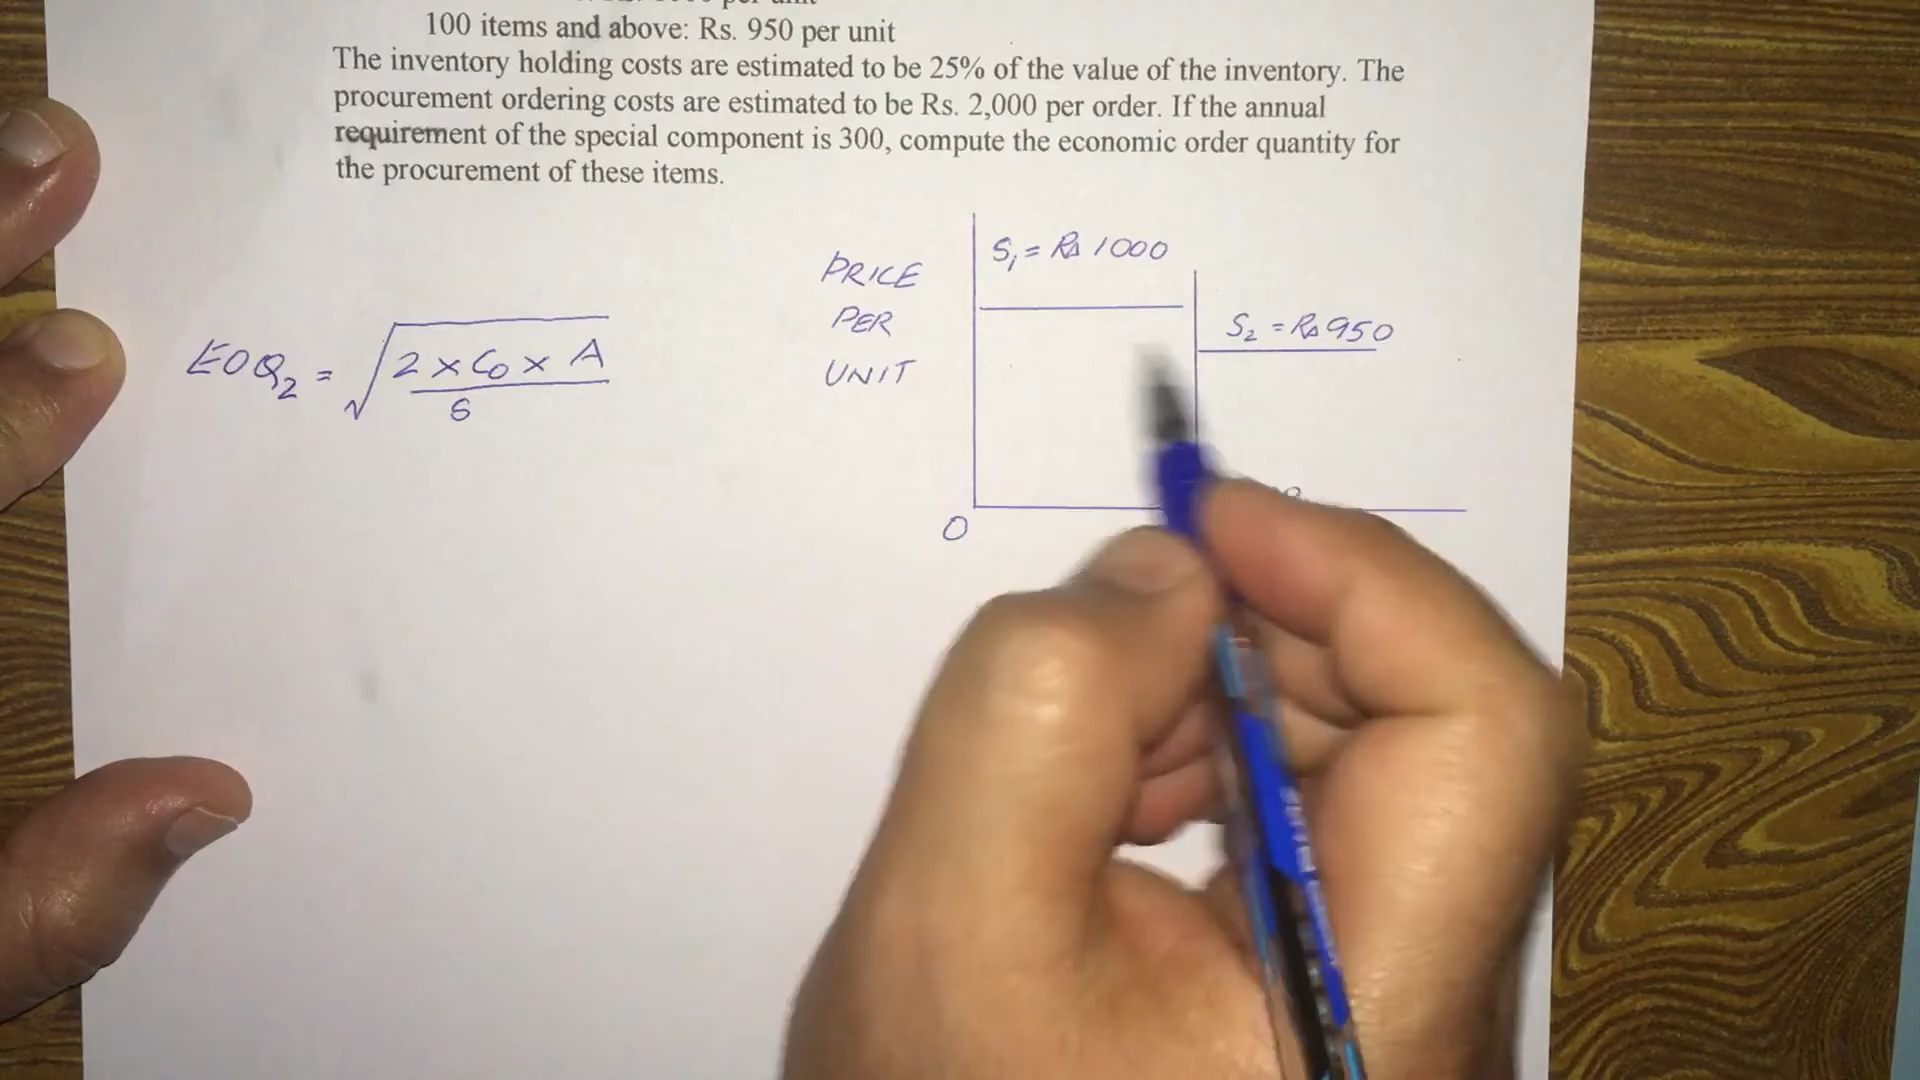 per unit
100 items and above: Rs. 950 per unit
The inventory holding costs are estimated to be 25% of the value of the inventory. The
procurement ordering costs are estimated to be Rs. 2,000 per order. If the annual
requirement of the special component is 300, compute the economic order quantity for
the procurement of these items.
PRICE
PER
UNIT
S₁ = Rs 1000
S₂ = Rs 950
0
EOQ₂ = √2 × C₀ × A
S